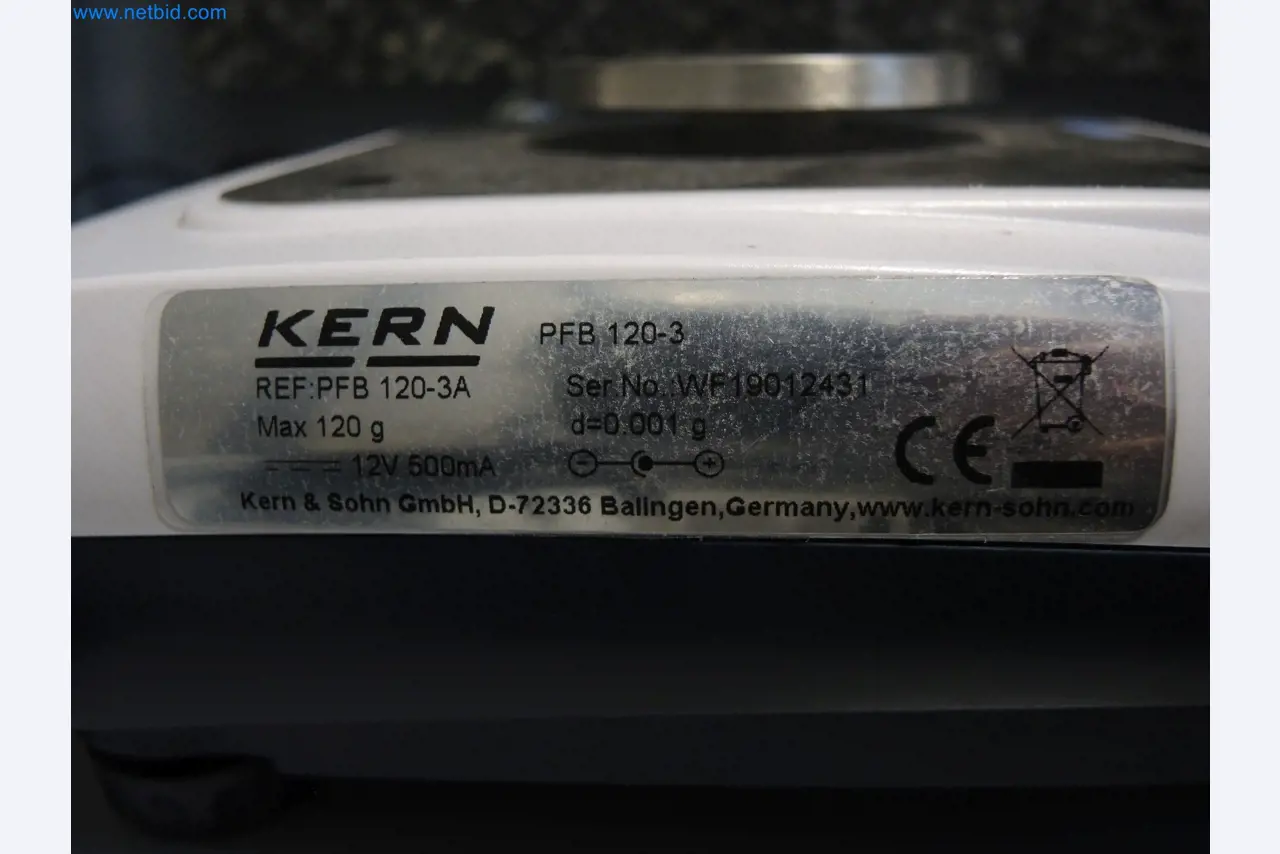 www.netbid.com
KERN PFB 120-3
REF:PFB 120-3A Ser No.:WF19012431
Max 120 g d=0.001 g
12V 500mA
CE
Kern & Sohn GmbH, D-72336 Balingen,Germany,www.kern-sohn.com